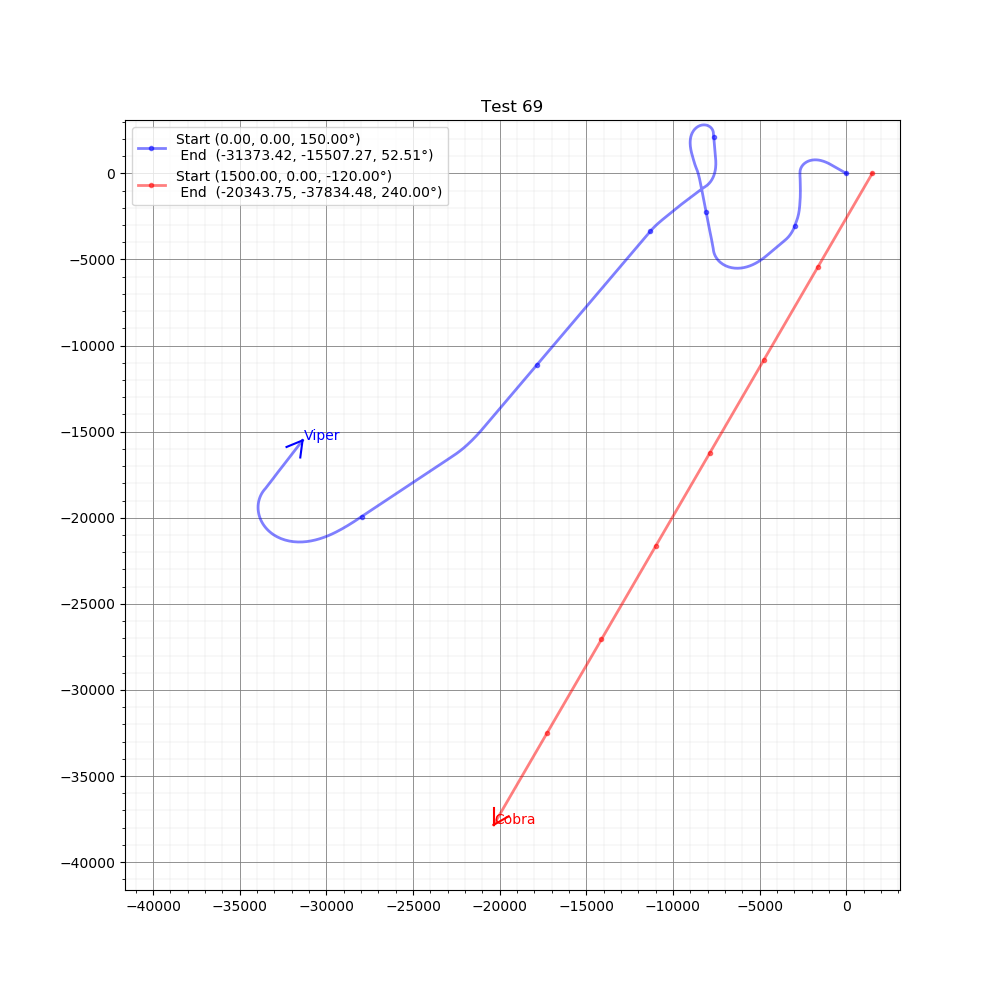 Test 69
Start (0.00, 0.00, 150.00°)
End (-31373.42, -15507.27, 52.51°)
Start (1500.00, 0.00, -120.00°)
End (-20343.75, -37834.48, 240.00°)
0
−5000
−10000
−15000
Viper
−20000
−25000
−30000
−35000
Cobra
−40000
−40000 −35000 −30000 −25000 −20000 −15000 −10000 −5000 0